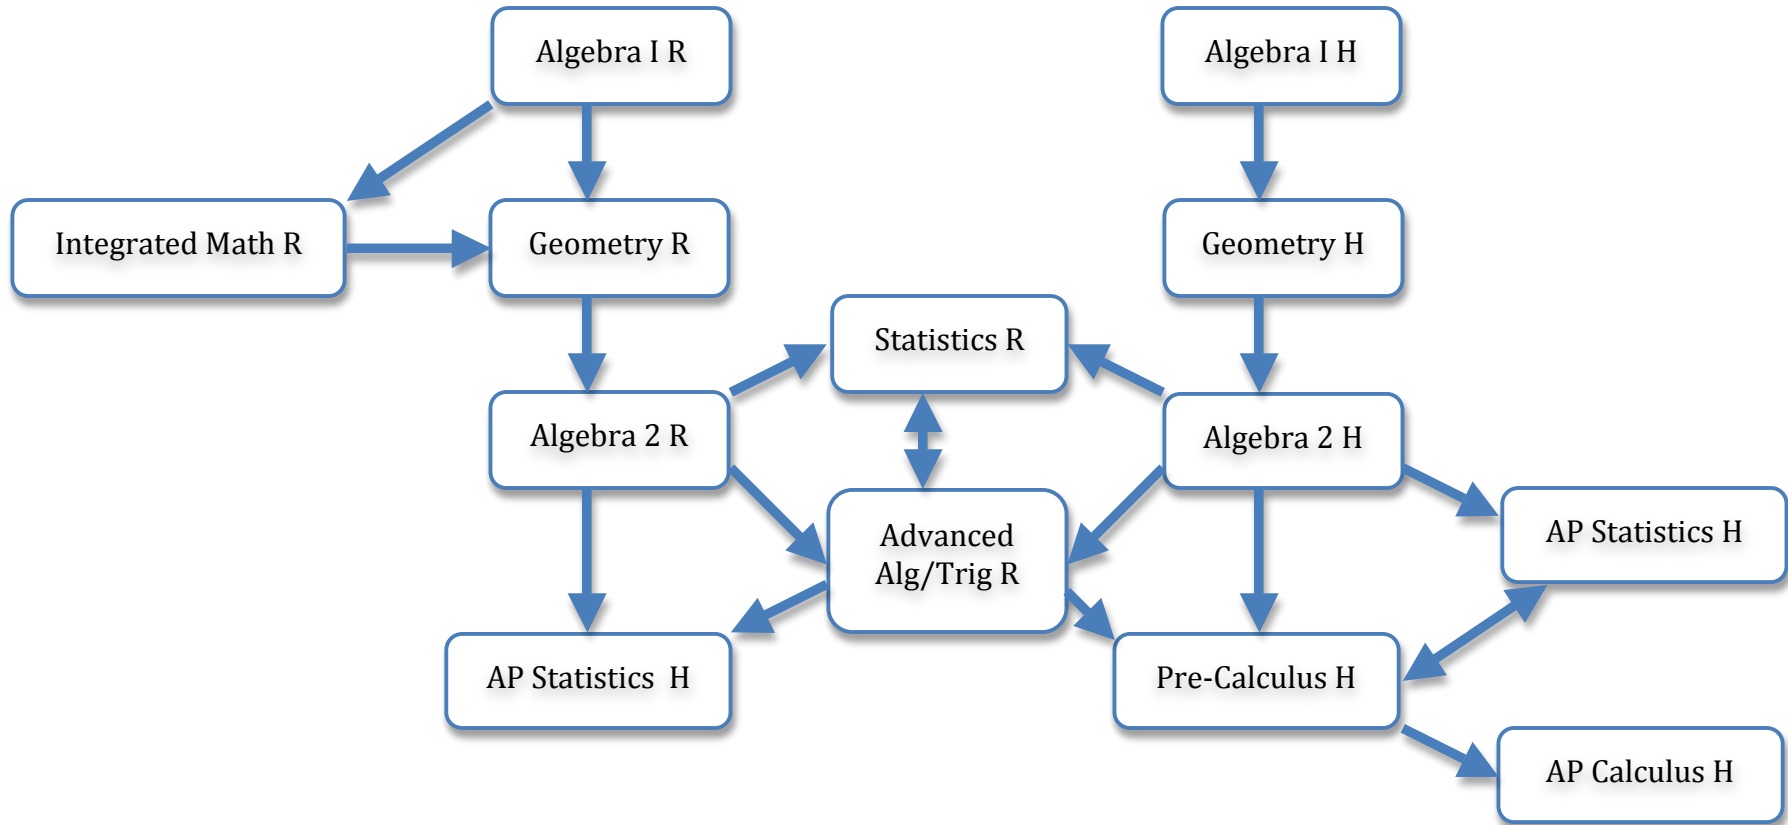 Algebra I R
Algebra I H
Integrated Math R
Geometry R
Geometry H
Statistics R
Algebra 2 R
Algebra 2 H
Advanced
Alg/Trig R
AP Statistics H
AP Statistics  H
Pre-Calculus H
AP Calculus H